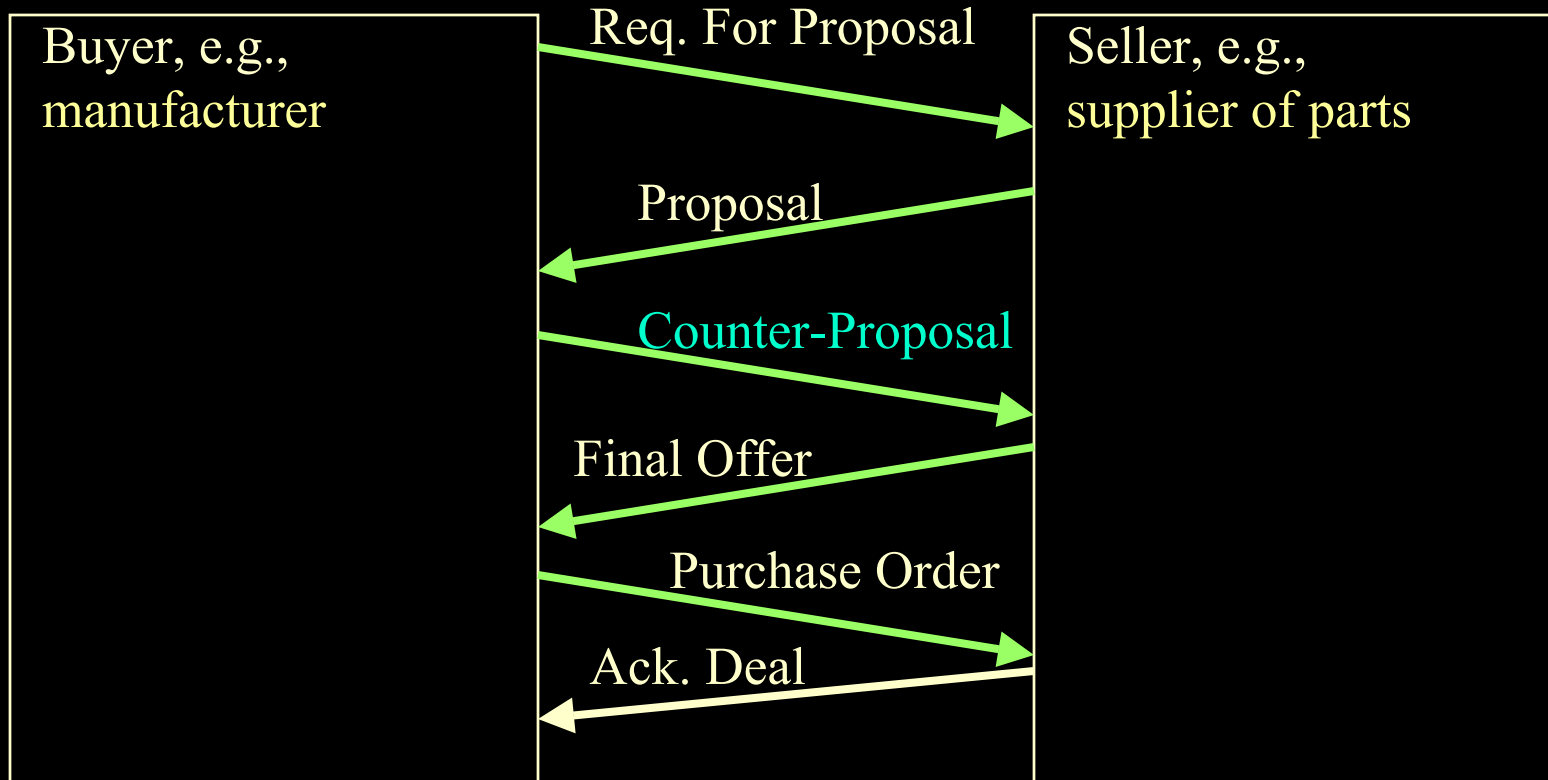 Buyer, e.g.,
manufacturer
Req. For Proposal
Proposal
Counter-Proposal
Final Offer
Purchase Order
Ack. Deal
Seller, e.g.,
supplier of parts